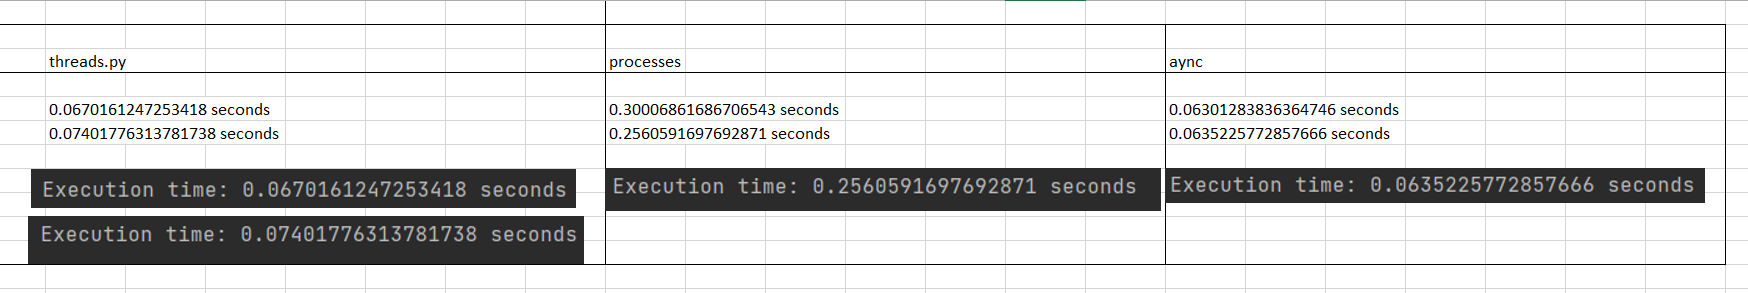 threads.py
processes
aync
0.0670161247253418 seconds
0.30006861686706543 seconds
0.06301283836364746 seconds
0.07401776313781738 seconds
0.2560591697692871 seconds
0.0635225772857666 seconds
Execution time: 0.0670161247253418 seconds
Execution time: 0.2560591697692871 seconds
Execution time: 0.0635225772857666 seconds
Execution time: 0.07401776313781738 seconds